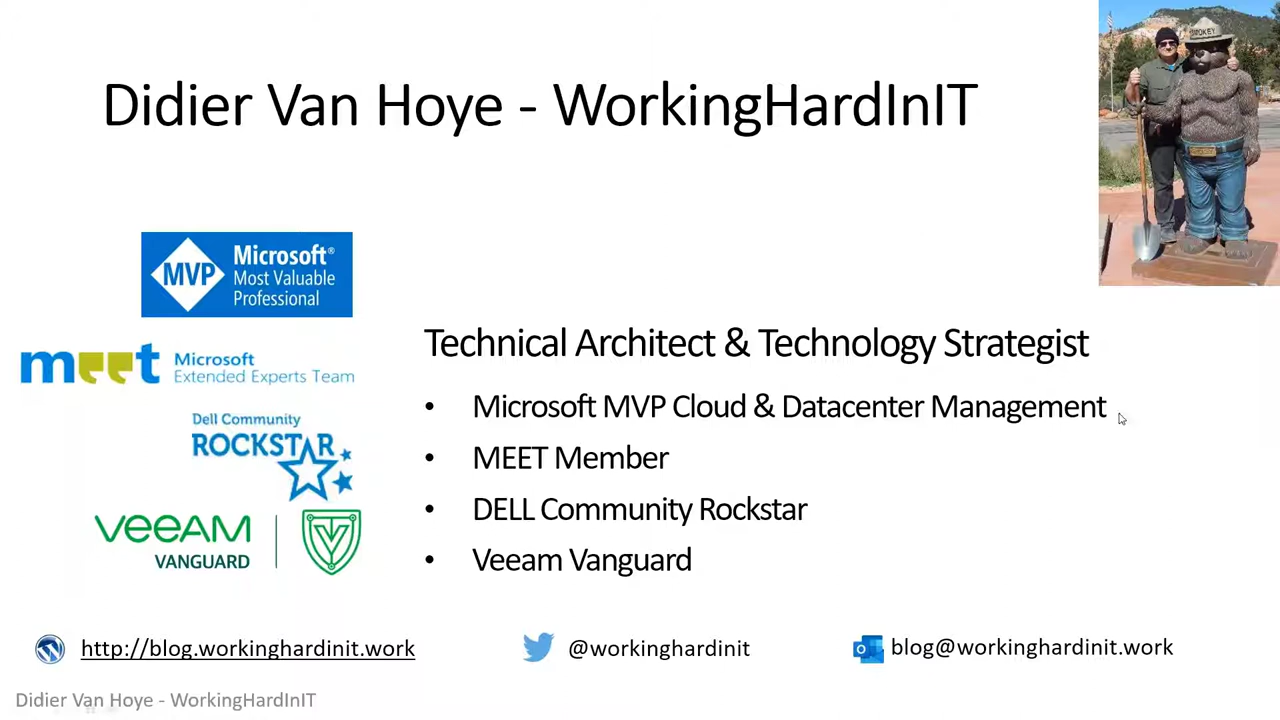 Didier Van Hoye - WorkingHardInIT
SMOKEY
MVP
Microsoft®
Most Valuable
Professional
meet
Microsoft
Extended Experts Team
Dell Community
ROCKSTAR
veeAM
VANGUARD
V
Technical Architect & Technology Strategist
• Microsoft MVP Cloud & Datacenter Management
• MEET Member
• DELL Community Rockstar
• Veeam Vanguard
http://blog.workinghardinit.work
@workinghardinit
blog@workinghardinit.work
Didier Van Hoye - WorkingHardInIT